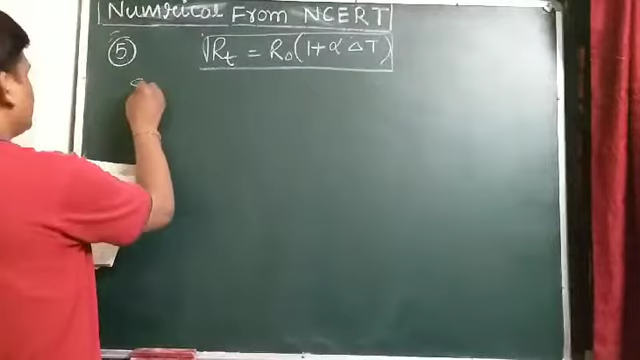 Numerical From NCERT
⑤ √Rt = R₀(1+α ΔT)